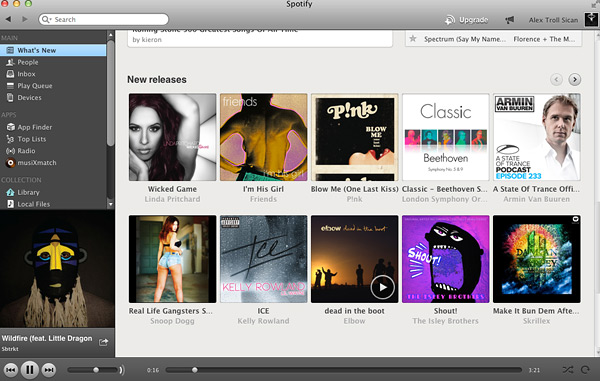 Spotify
Search
Upgrade
Alex Troll Sican
MAIN
What's New
People
Inbox
Play Queue
Devices
APPS
App Finder
Top Lists
Radio
musiXmatch
COLLECTION
Library
Local Files
Rolling Stone 500 Greatest Songs Of All Time
by kieron
Spectrum (Say My Name... Florence + The M...
New releases
friends
P!nk
BLOW
ME
Classic
Beethoven
Symphony No. 5 & 9
ARMIN
VAN BUUREN
A STATE
OF TRANCE
PODCAST
EPISODE 233
Wicked Game
Linda Pritchard
I'm His Girl
Friends
Blow Me (One Last Kiss)
P!nk
Classic – Beethoven S...
London Symphony Or...
A State Of Trance Offi...
Armin Van Buuren
ICE
KELLY ROWLAND
elbow dead in the boot
SHOUT!
THE ISLEY BROTHERS
Real Life Gangsters S...
Snoop Dogg
ICE
Kelly Rowland
dead in the boot
Elbow
Shout!
The Isley Brothers
Make It Bun Dem Afte...
Skrillex
Wildfire (feat. Little Dragon
Sbtrkt
0:16
3:21